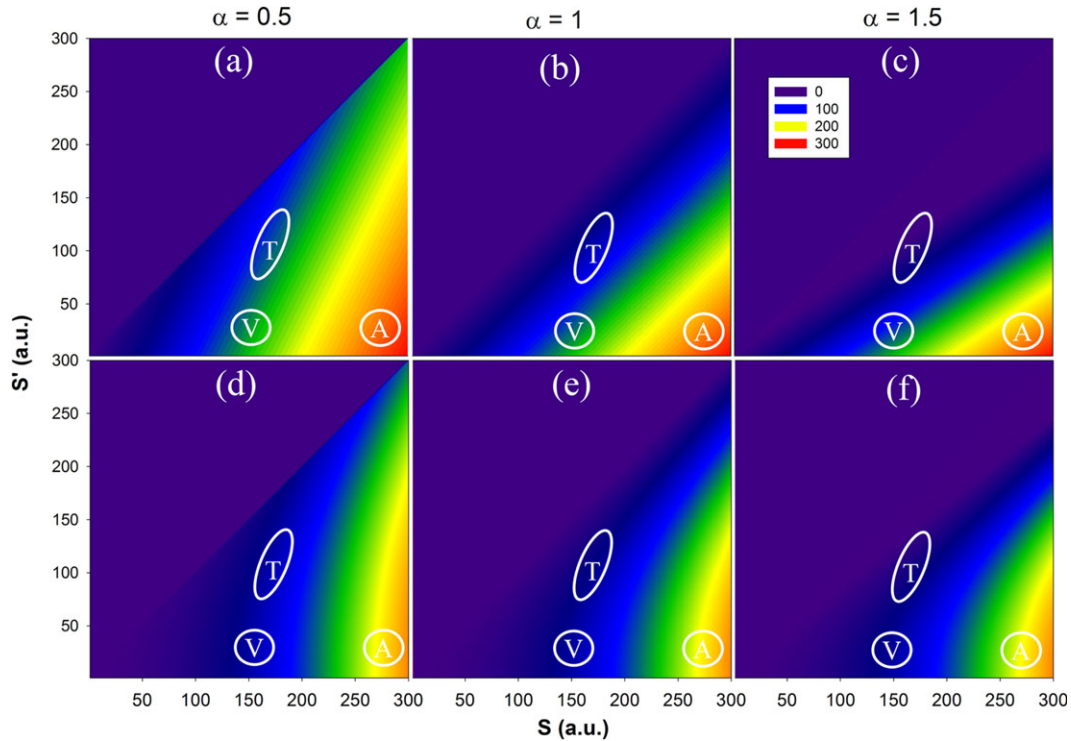 α = 0.5 α = 1 α = 1.5
300 (a) (b) (c)
0
250 100
200
200 300
150
100 T T T
50 V A V A V A
300 (d) (e) (f)
250
200
150
100 T T T
50 V A V A V A
50 100 150 200 250 300 50 100 150 200 250 300 50 100 150 200 250 300
S' (a.u.)
S (a.u.)